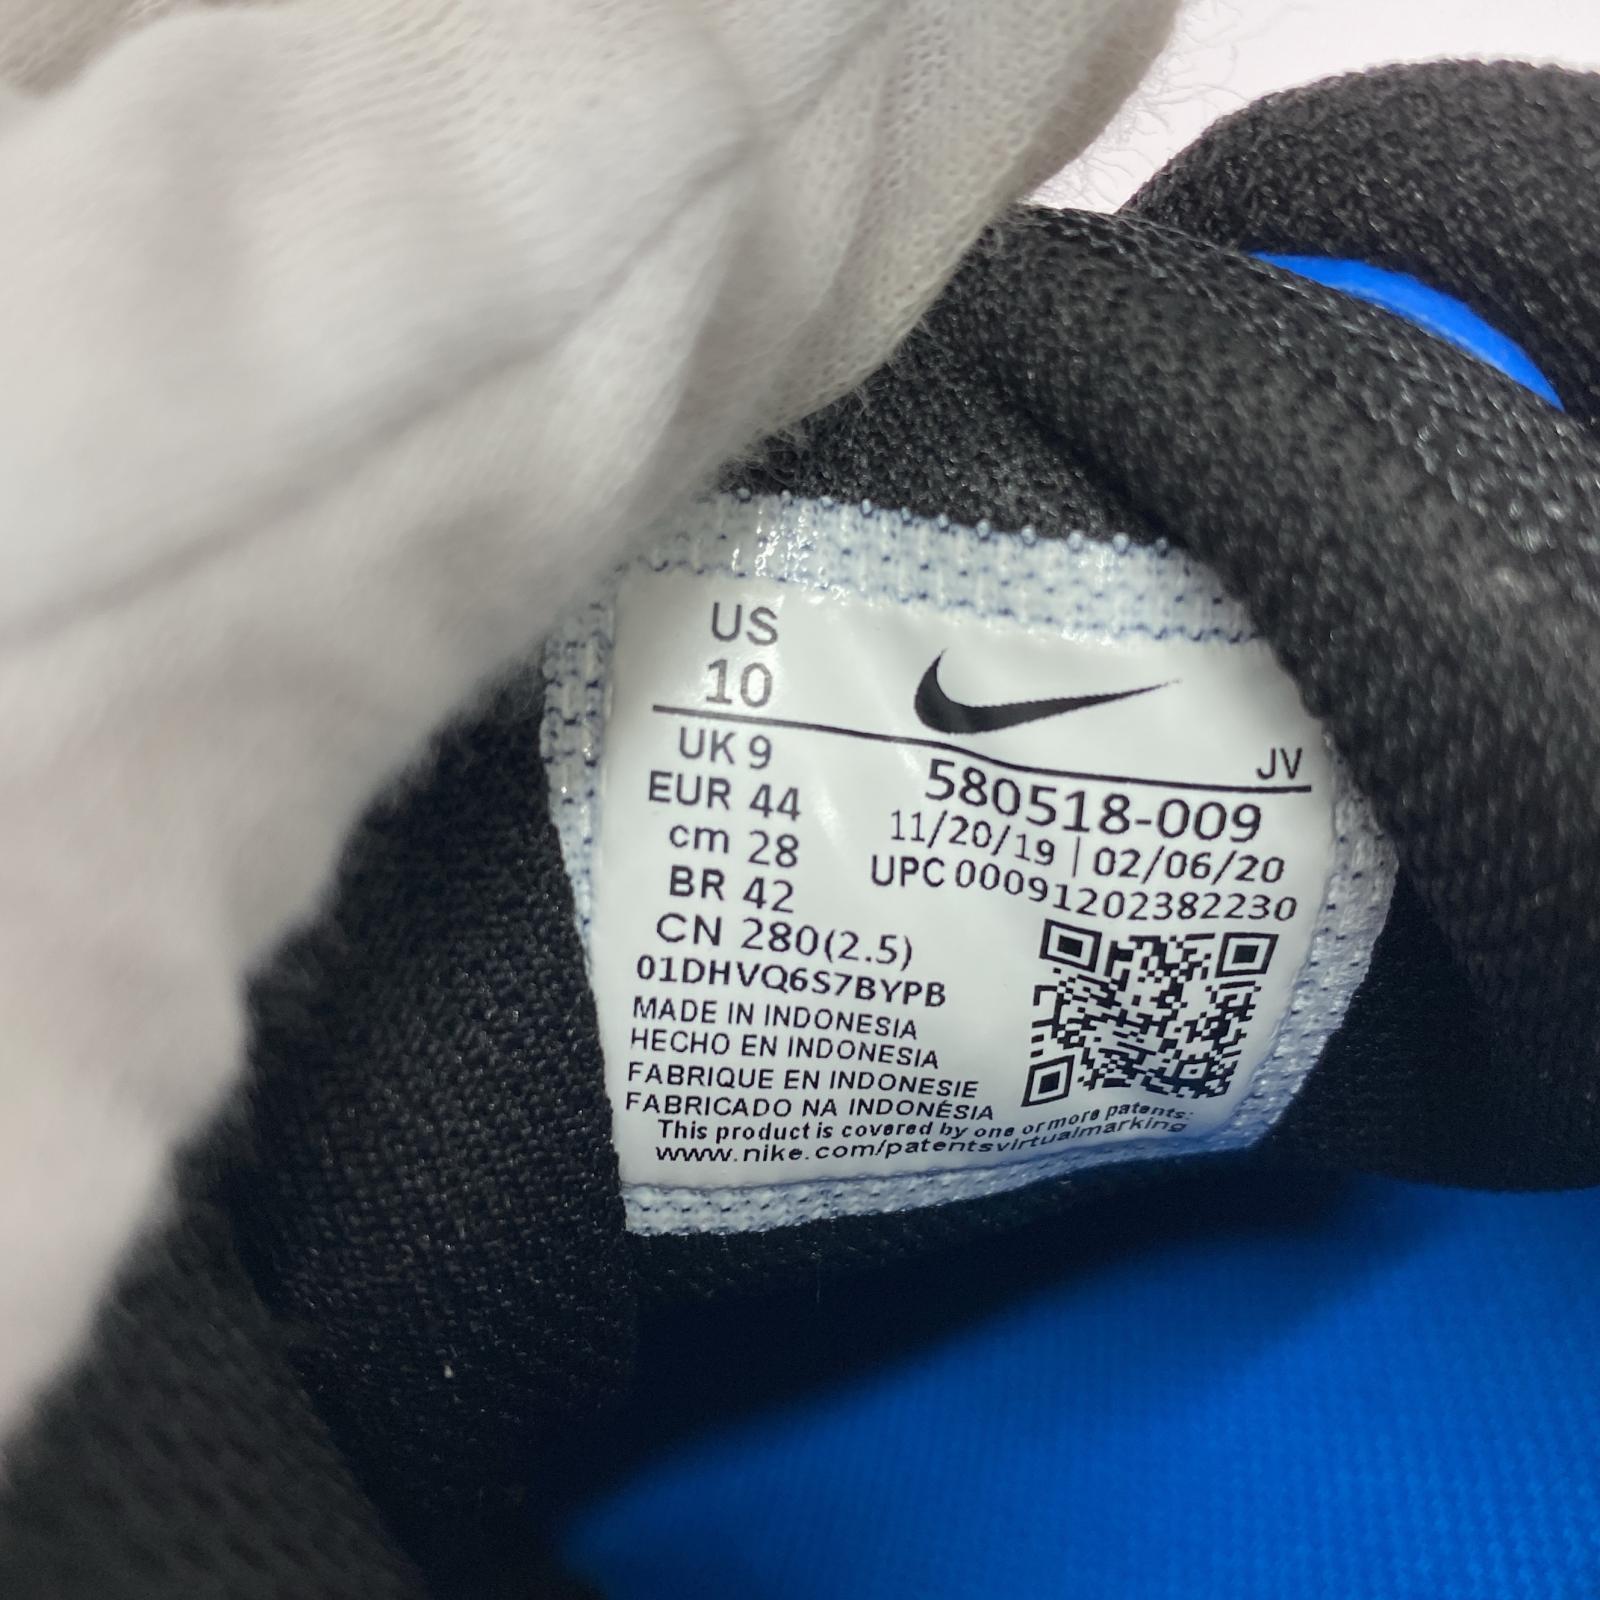 US
10
UK 9
EUR 44
cm 28
BR 42
CN 280(2.5)
01DHVQ6S7BYPB
MADE IN INDONESIA
HECHO EN INDONESIA
FABRIQUE EN INDONESIE
FABRICADO NA INDONÉSIA
This product is covered by one or more patents:
www.nike.com/patentsvirtualmarking
JV
580518-009
11/20/19 | 02/06/20
UPC 00091202382230